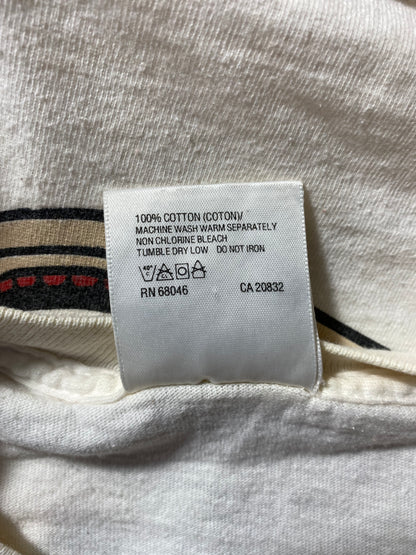 100% COTTON (COTON)/
MACHINE WASH WARM SEPARATELY
NON CHLORINE BLEACH
TUMBLE DRY LOW DO NOT IRON
RN 68046 CA 20832